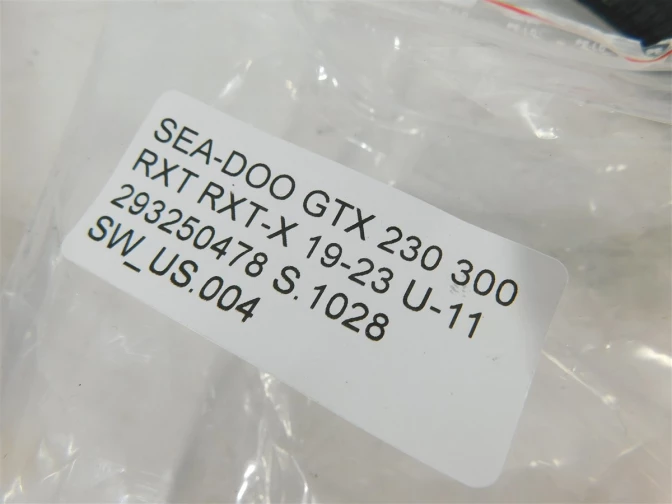 SEA-DOO GTX 230 300
RXT RXT-X 19-23 U-11
293250478 S.1028
SW_US.004